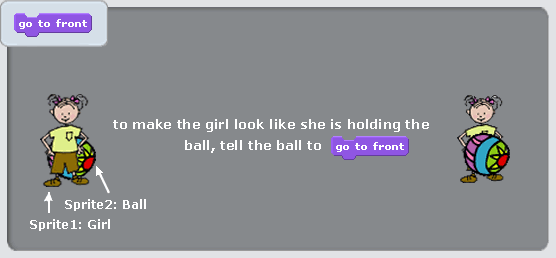 go to front
to make the girl look like she is holding the
ball, tell the ball to go to front
Sprite2: Ball
Sprite1: Girl